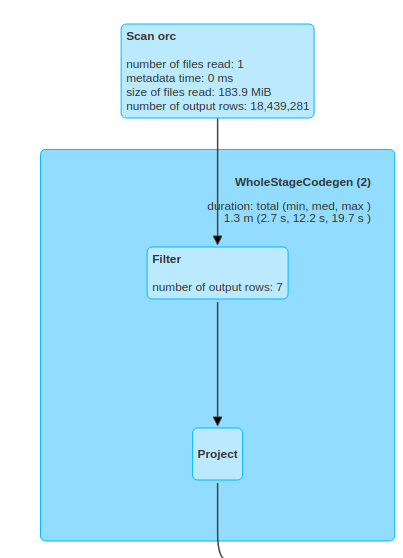 Scan orc
number of files read: 1
metadata time: 0 ms
size of files read: 183.9 MiB
number of output rows: 18,439,281
WholeStageCodegen (2)
duration: total (min, med, max )
1.3 m (2.7 s, 12.2 s, 19.7 s )
Filter
number of output rows: 7
Project